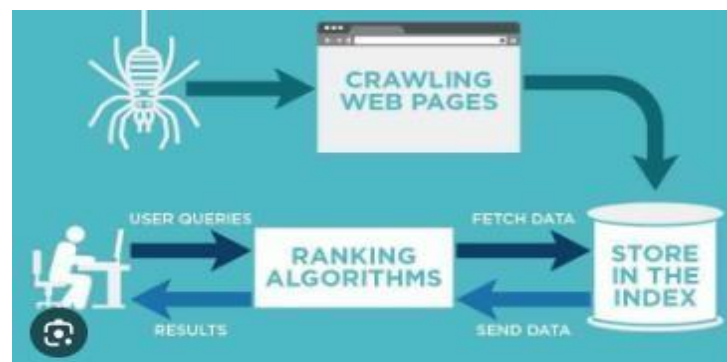 CRAWLING
WEB PAGES
USER QUERIES
FETCH DATA
RANKING
ALGORITHMS
STORE
IN THE
INDEX
RESULTS
SEND DATA